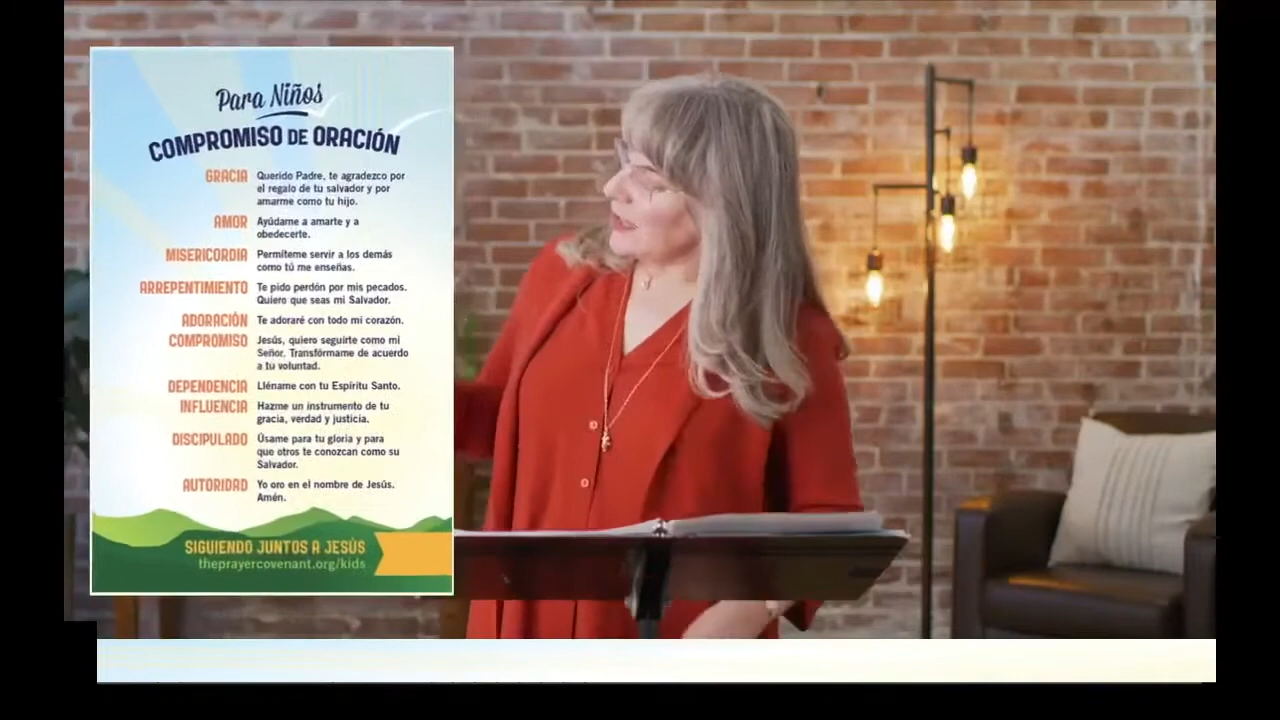 Para Niños
COMPROMISO DE ORACIÓN
GRACIA Querido Padre, te agradezco por
el regalo de tu salvador y por
amarme como tu hijo.
AMOR Ayúdame a amarte y a
obedecerte.
MISERICORDIA Permíteme servir a los demás
como tú me enseñas.
ARREPENTIMIENTO Te pido perdón por mis pecados.
Quiero que seas mi Salvador.
ADORACIÓN Te adoraré con todo mi corazón.
COMPROMISO Jesús, quiero seguirte como mi
Señor. Transfórmame de acuerdo
a tu voluntad.
DEPENDENCIA Lléname con tu Espíritu Santo.
INFLUENCIA Hazme un instrumento de tu
gracia, verdad y justicia.
DISCIPULADO Úsame para tu gloria y para
que otros te conozcan como su
Salvador.
AUTORIDAD Yo oro en el nombre de Jesús.
Amén.
SIGUIENDO JUNTOS A JESÚS
theprayercovenant.org/kids